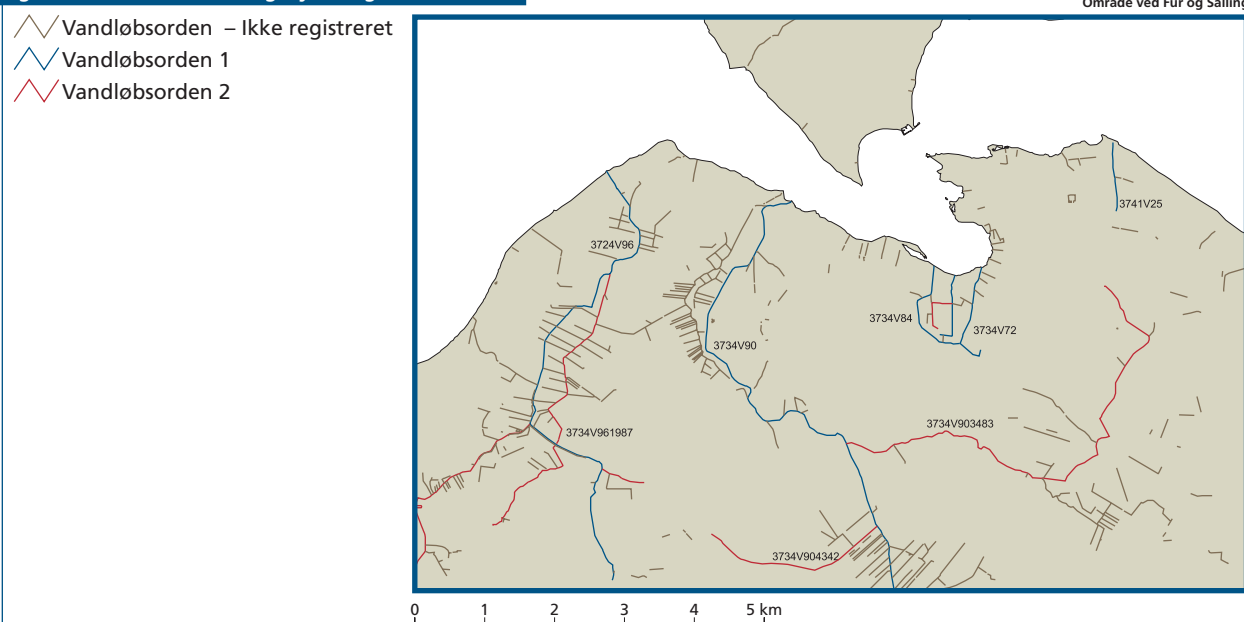 Område ved Fur og Salling
Vandløbsorden – Ikke registreret
Vandløbsorden 1
Vandløbsorden 2
3741V25
3724V96
3734V84
3734V72
3734V90
3734V903483
3734V961987
3734V904342
0 1 2 3 4 5 km